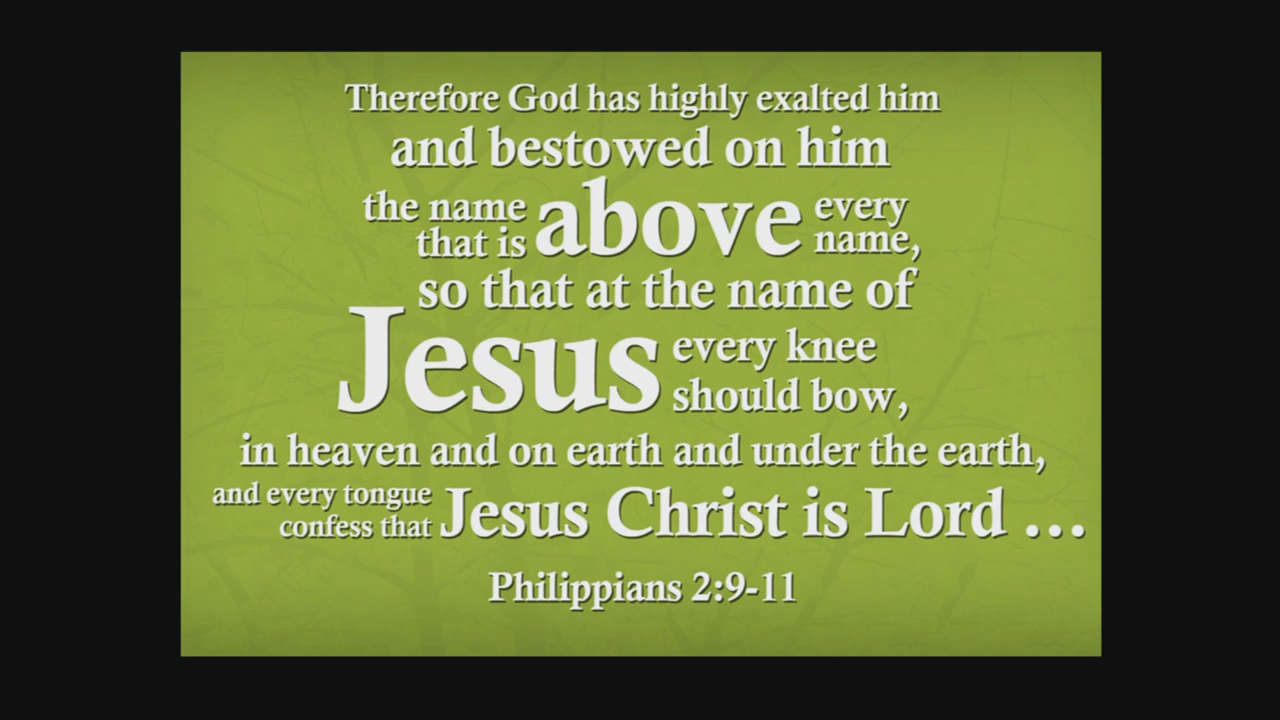 Therefore God has highly exalted him
and bestowed on him
the name
that is
above
every
name,
so that at the name of
Jesus
every knee
should bow,
in heaven and on earth and under the earth,
and every tongue
confess that
Jesus Christ is Lord ...
Philippians 2:9-11